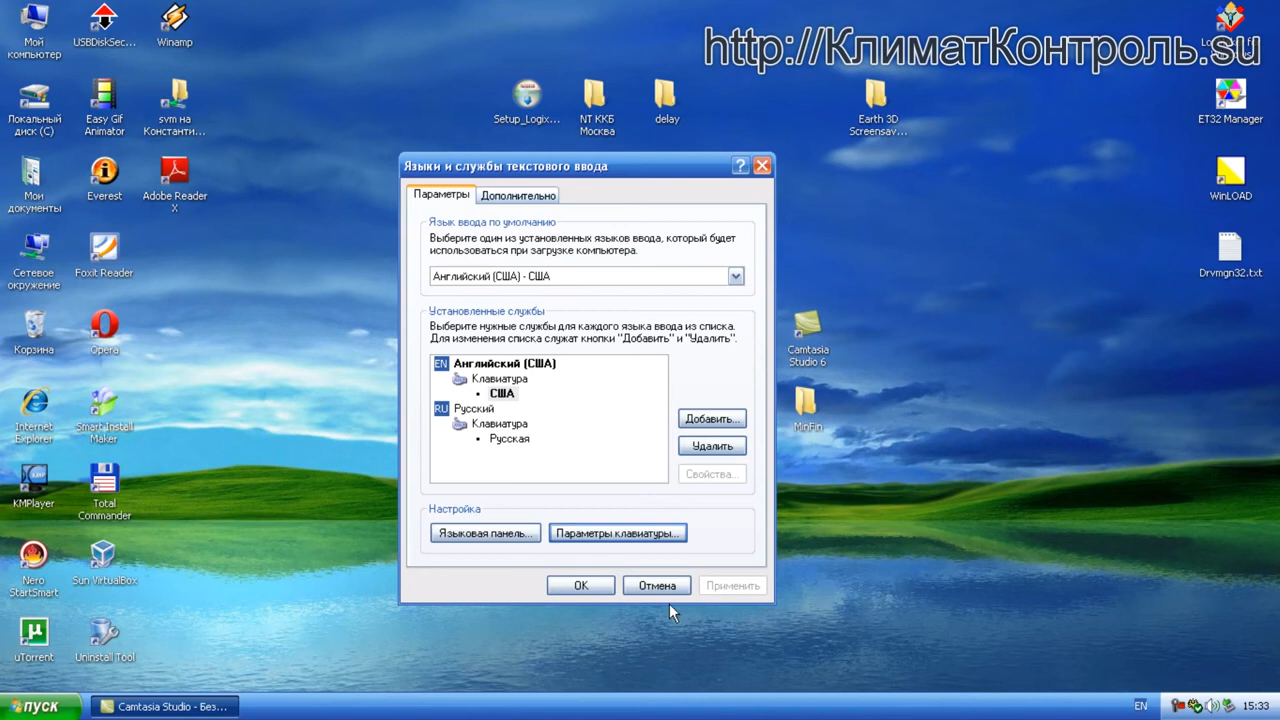 http://КлиматКонтроль.su
Мой
компьютер
USBDiskSec...
Winamp
Локальный
диск (C)
Easy Gif
Animator
svm на
Константи...
Setup_Logix...
NT ККБ
Москва
delay
Earth 3D
Screensav...
ET32 Manager
Мои
документы
Everest
Adobe Reader
X
WinLOAD
Сетевое
окружение
Foxit Reader
Drvmgn32.txt
Корзина
Opera
Camtasia
Studio 6
Internet
Explorer
Smart Install
Maker
MinFin
KMPlayer
Total
Commander
Nero
StartSmart
Sun VirtualBox
uTorrent
Uninstall Tool
Языки и службы текстового ввода
Параметры
Дополнительно
Язык ввода по умолчанию
Выберите один из установленных языков ввода, который будет
использоваться при загрузке компьютера.
Английский (США) - США
Установленные службы
Выберите нужные службы для каждого языка ввода из списка.
Для изменения списка служат кнопки "Добавить" и "Удалить".
EN Английский (США)
Клавиатура
• США
RU Русский
Клавиатура
• Русская
Добавить...
Удалить
Свойства...
Настройка
Языковая панель...
Параметры клавиатуры...
OK
Отмена
Применить
пуск
Camtasia Studio - Без...
EN
15:33